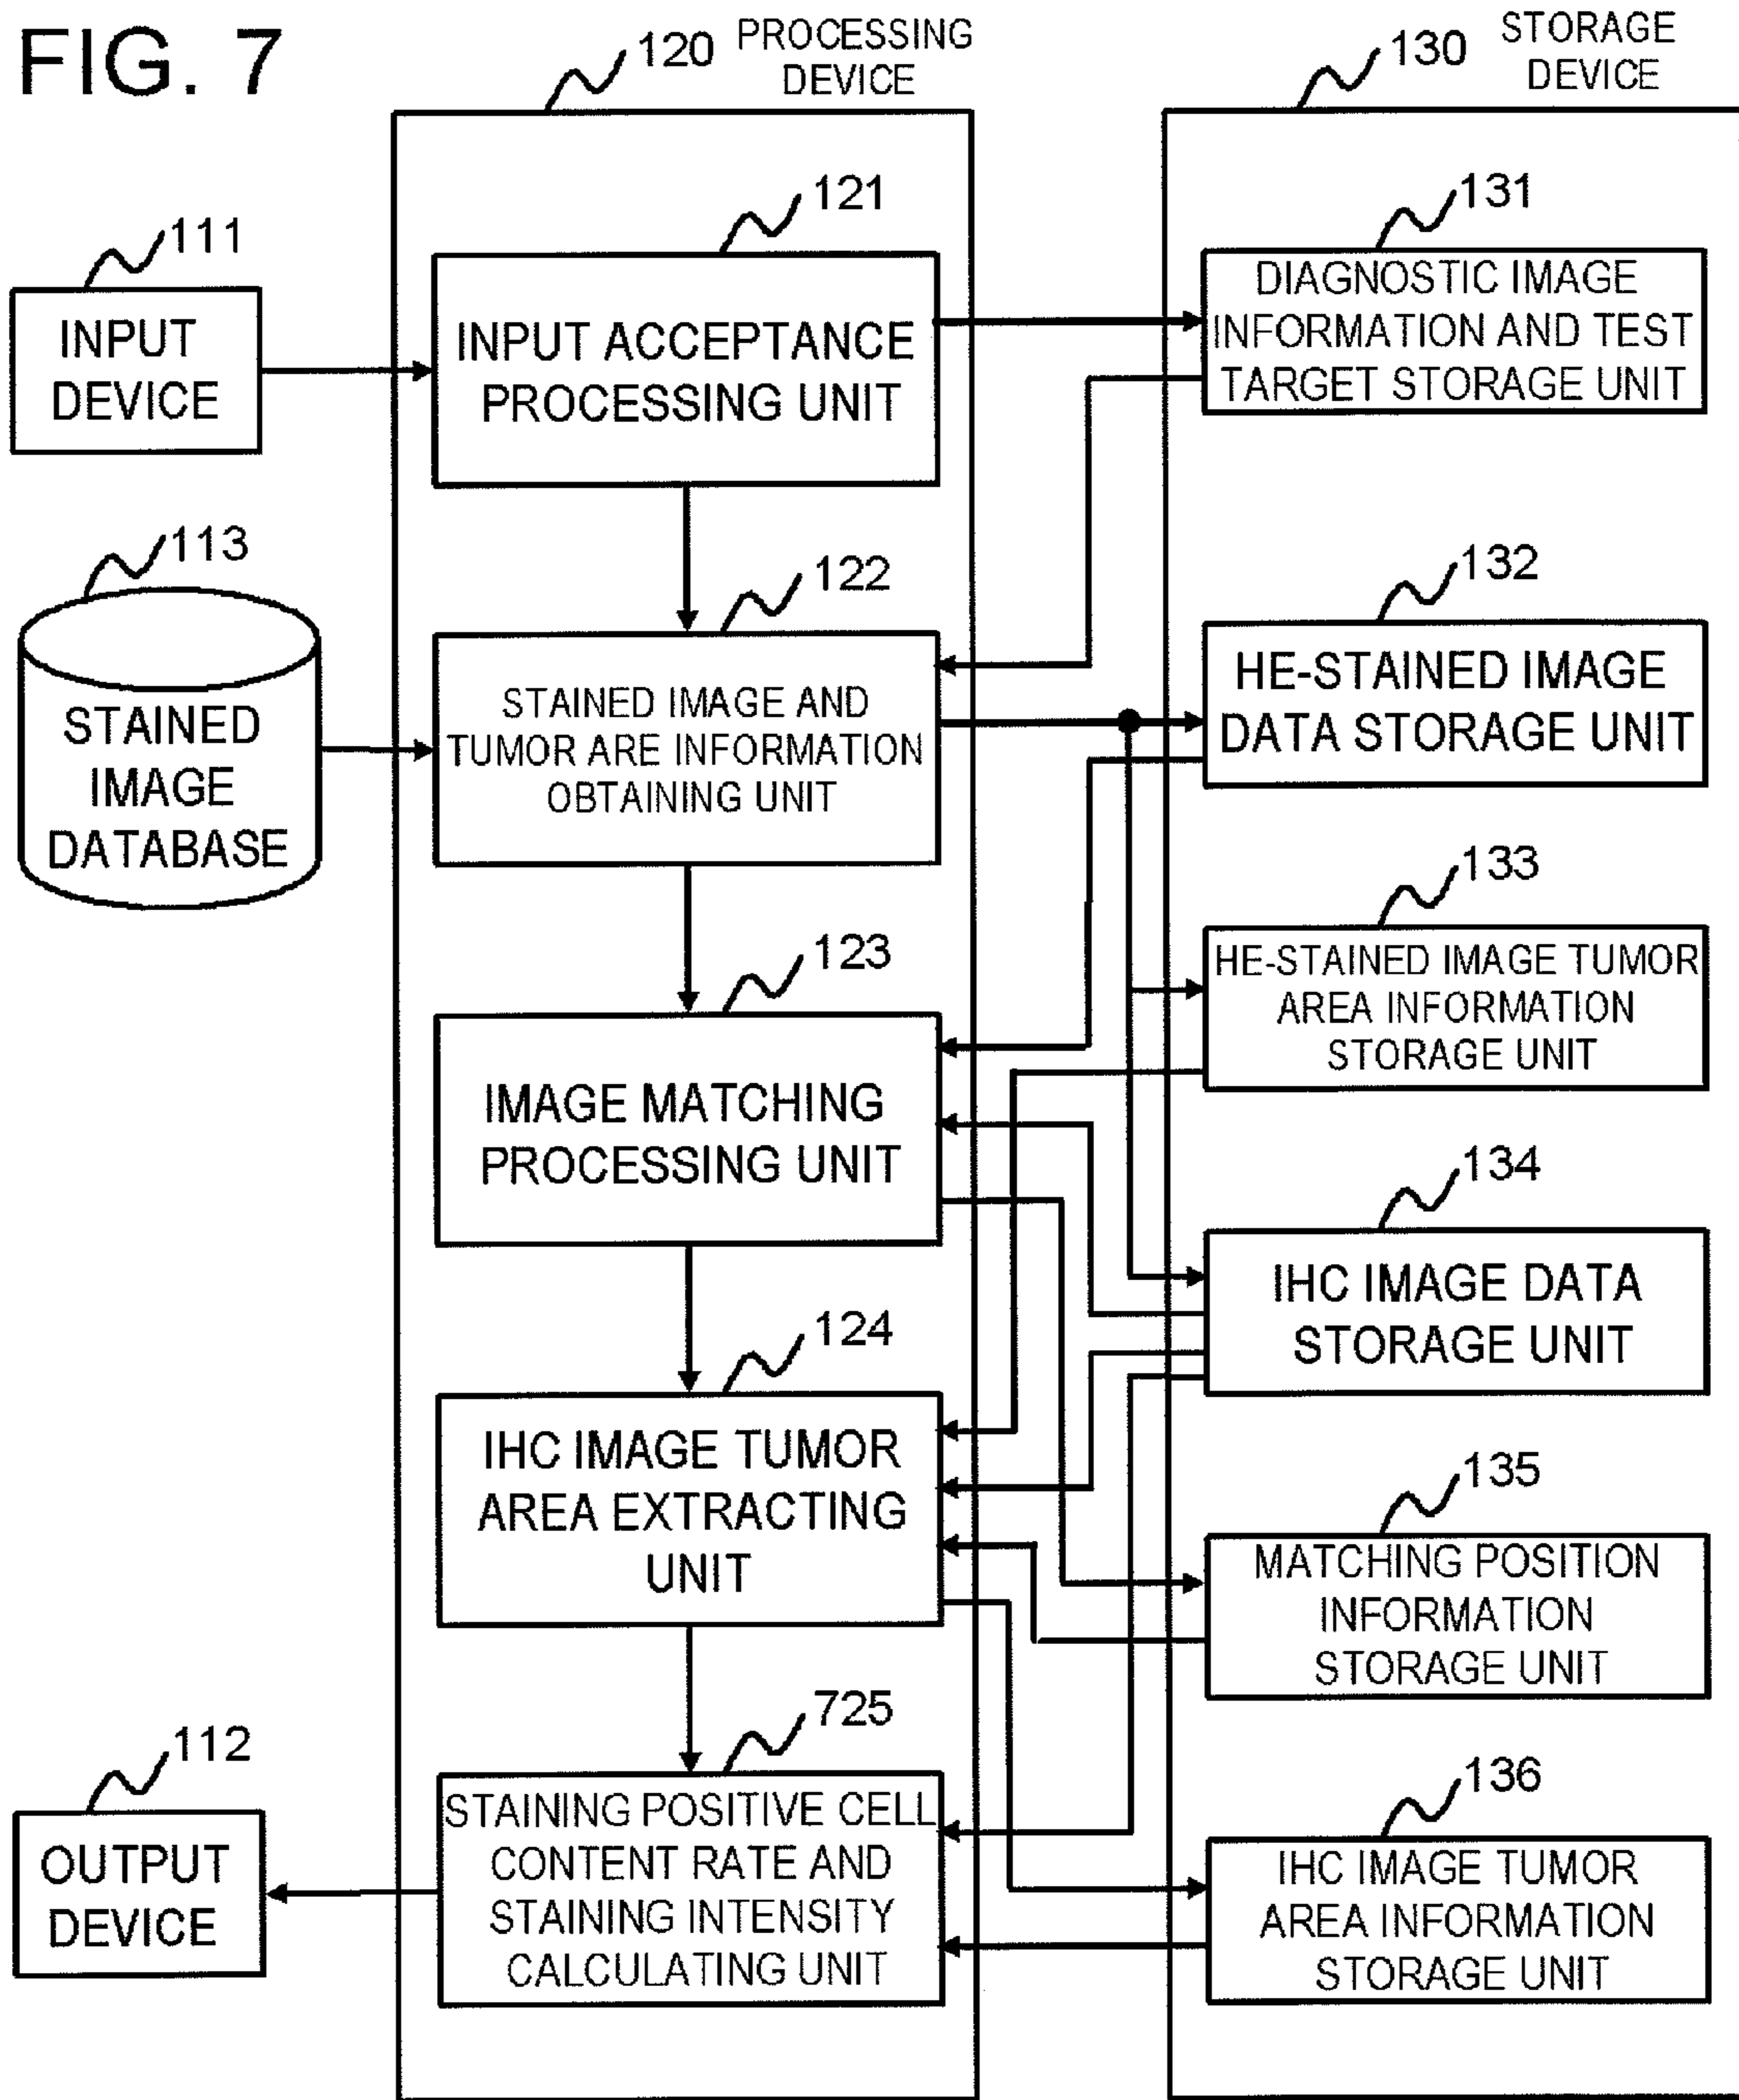 FIG. 7
120 PROCESSING
DEVICE
130 STORAGE
DEVICE
111
INPUT
DEVICE
121
INPUT ACCEPTANCE
PROCESSING UNIT
131
DIAGNOSTIC IMAGE
INFORMATION AND TEST
TARGET STORAGE UNIT
113
STAINED
IMAGE
DATABASE
122
STAINED IMAGE AND
TUMOR ARE INFORMATION
OBTAINING UNIT
132
HE-STAINED IMAGE
DATA STORAGE UNIT
133
HE-STAINED IMAGE TUMOR
AREA INFORMATION
STORAGE UNIT
123
IMAGE MATCHING
PROCESSING UNIT
134
IHC IMAGE DATA
STORAGE UNIT
124
IHC IMAGE TUMOR
AREA EXTRACTING
UNIT
135
MATCHING POSITION
INFORMATION
STORAGE UNIT
112
OUTPUT
DEVICE
725
STAINING POSITIVE CELL
CONTENT RATE AND
STAINING INTENSITY
CALCULATING UNIT
136
IHC IMAGE TUMOR
AREA INFORMATION
STORAGE UNIT